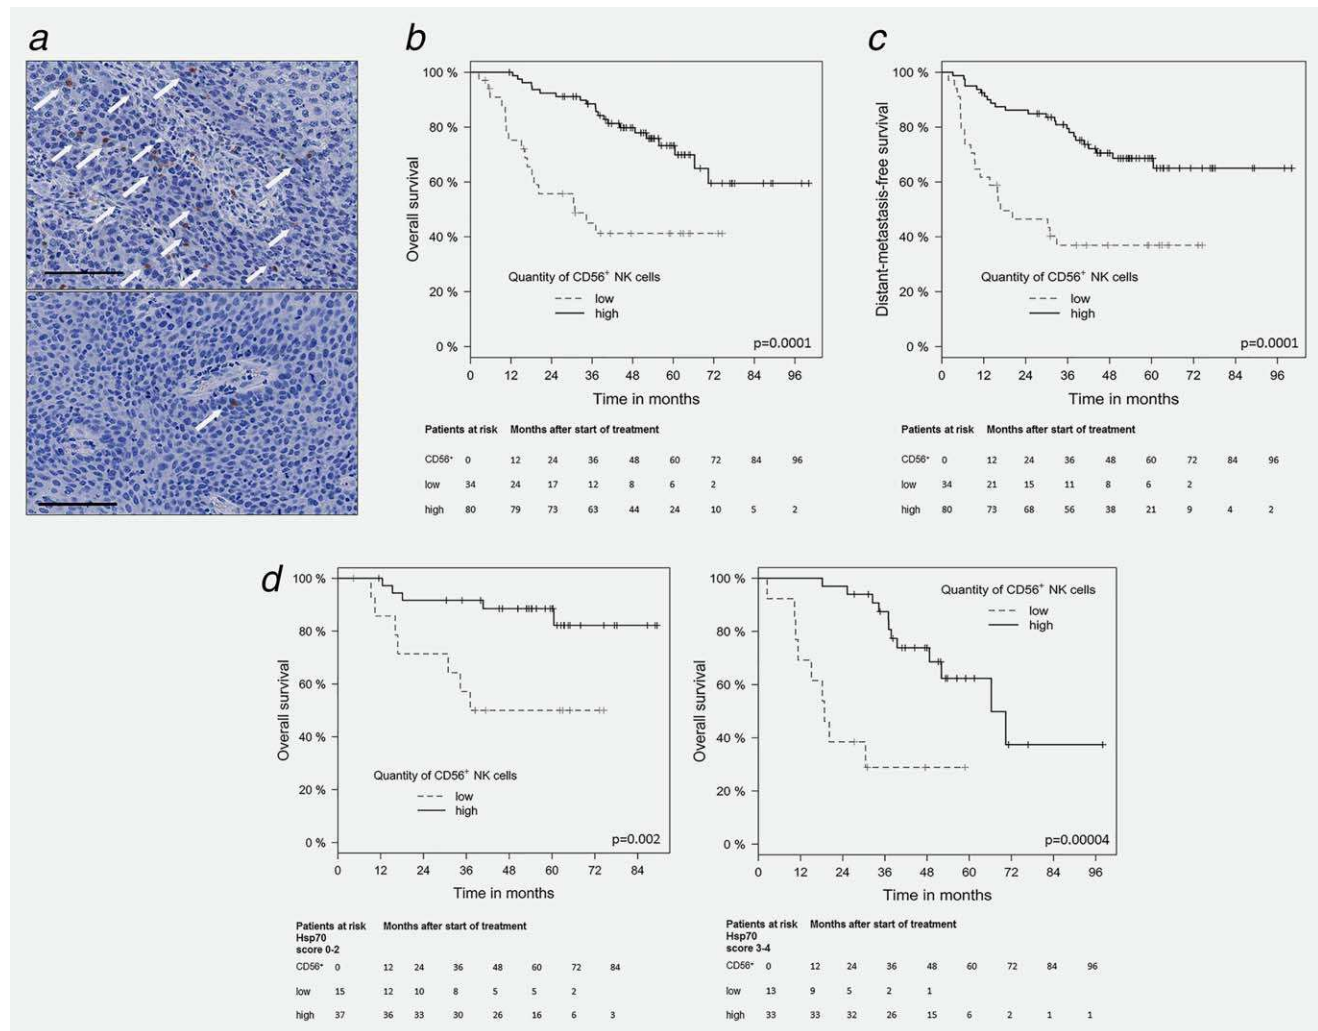 a
b
100 %
80 %
60 %
40 %
20 %
0 %
Overall survival
Quantity of CD56+ NK cells
low
high
p=0.0001
0 12 24 36 48 60 72 84 96
Time in months
Patients at risk Months after start of treatment
CD56+ 0 12 24 36 48 60 72 84 96
low 34 24 17 12 8 6 2
high 80 79 73 63 44 24 10 5 2
c
100 %
80 %
60 %
40 %
20 %
0 %
Distant-metastasis-free survival
Quantity of CD56+ NK cells
low
high
p=0.0001
0 12 24 36 48 60 72 84 96
Time in months
Patients at risk Months after start of treatment
CD56+ 0 12 24 36 48 60 72 84 96
low 34 21 15 11 8 6 2
high 80 73 68 56 38 21 9 4 2
d
100 %
80 %
60 %
40 %
20 %
0 %
Overall survival
Quantity of CD56+ NK cells
low
high
p=0.002
0 12 24 36 48 60 72 84
Time in months
Patients at risk Months after start of treatment
Hsp70
score 0-2
CD56+ 0 12 24 36 48 60 72 84
low 15 12 10 8 5 5 2
high 37 36 33 30 26 16 6 3
100 %
80 %
60 %
40 %
20 %
0 %
Overall survival
Quantity of CD56+ NK cells
low
high
p=0.00004
0 12 24 36 48 60 72 84 96
Time in months
Patients at risk Months after start of treatment
Hsp70
score 3-4
CD56+ 0 12 24 36 48 60 72 84 96
low 13 9 5 2 1
high 33 33 32 26 15 6 2 1 1